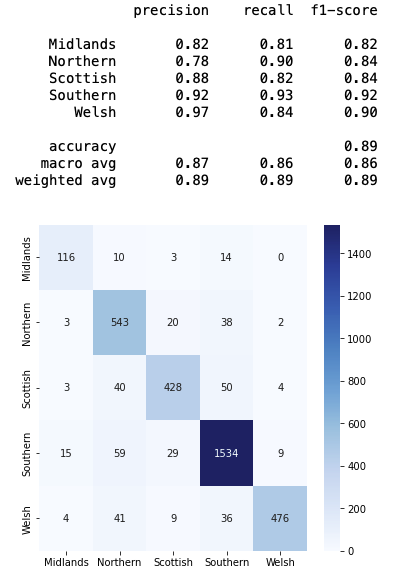 precision recall f1-score
Midlands 0.82 0.81 0.82
Northern 0.78 0.90 0.84
Scottish 0.88 0.82 0.84
Southern 0.92 0.93 0.92
Welsh 0.97 0.84 0.90
accuracy 0.89
macro avg 0.87 0.86 0.86
weighted avg 0.89 0.89 0.89
Midlands 116 10 3 14 0
Northern 3 543 20 38 2
Scottish 3 40 428 50 4
Southern 15 59 29 1534 9
Welsh 4 41 9 36 476
Midlands Northern Scottish Southern Welsh
1400
1200
1000
800
600
400
200
0